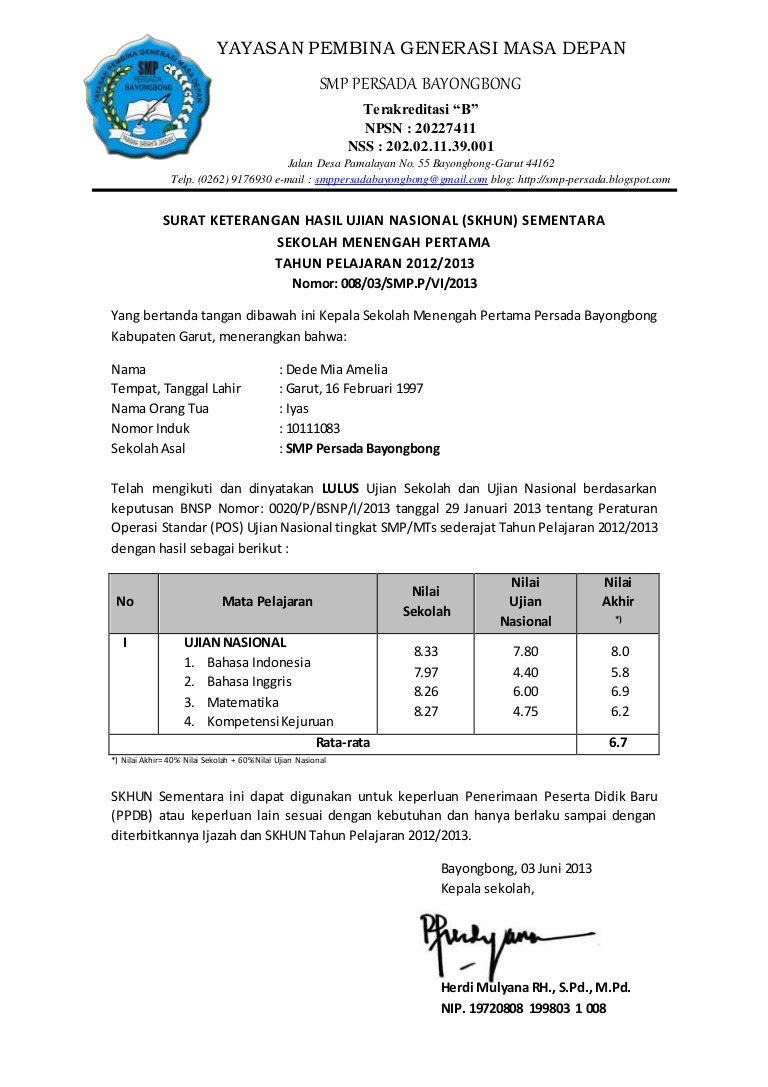 YAYASAN PEMBINA GENERASI MASA DEPAN
SMP
PERSADA
BAYONGBONG
YAYASAN PEMBINA GENERASI MASA DEPAN
SMP PERSADA BAYONGBONG
Terakreditasi “B”
NPSN : 20227411
NSS : 202.02.11.39.001
Jalan Desa Pamalayan No. 55 Bayongbong-Garut 44162
Telp. (0262) 9176930 e-mail : smppersadabayongbong@gmail.com blog: http://smp-persada.blogspot.com
SURAT KETERANGAN HASIL UJIAN NASIONAL (SKHUN) SEMENTARA
SEKOLAH MENENGAH PERTAMA
TAHUN PELAJARAN 2012/2013
Nomor: 008/03/SMP.P/VI/2013
Yang bertanda tangan dibawah ini Kepala Sekolah Menengah Pertama Persada Bayongbong
Kabupaten Garut, menerangkan bahwa:
Nama : Dede Mia Amelia
Tempat, Tanggal Lahir : Garut, 16 Februari 1997
Nama Orang Tua : Iyas
Nomor Induk : 10111083
Sekolah Asal : SMP Persada Bayongbong
Telah mengikuti dan dinyatakan LULUS Ujian Sekolah dan Ujian Nasional berdasarkan
keputusan BNSP Nomor: 0020/P/BSNP/I/2013 tanggal 29 Januari 2013 tentang Peraturan
Operasi Standar (POS) Ujian Nasional tingkat SMP/MTs sederajat Tahun Pelajaran 2012/2013
dengan hasil sebagai berikut :
No Mata Pelajaran Nilai Sekolah Nilai Ujian Nasional Nilai Akhir *)
I UJIAN NASIONAL
1. Bahasa Indonesia 8.33 7.80 8.0
2. Bahasa Inggris 7.97 4.40 5.8
3. Matematika 8.26 6.00 6.9
4. Kompetensi Kejuruan 8.27 4.75 6.2
Rata-rata 6.7
*) Nilai Akhir= 40% Nilai Sekolah + 60% Nilai Ujian Nasional
SKHUN Sementara ini dapat digunakan untuk keperluan Penerimaan Peserta Didik Baru
(PPDB) atau keperluan lain sesuai dengan kebutuhan dan hanya berlaku sampai dengan
diterbitkannya Ijazah dan SKHUN Tahun Pelajaran 2012/2013.
Bayongbong, 03 Juni 2013
Kepala sekolah,
Herdi Mulyana RH., S.Pd., M.Pd.
NIP. 19720808 199803 1 008